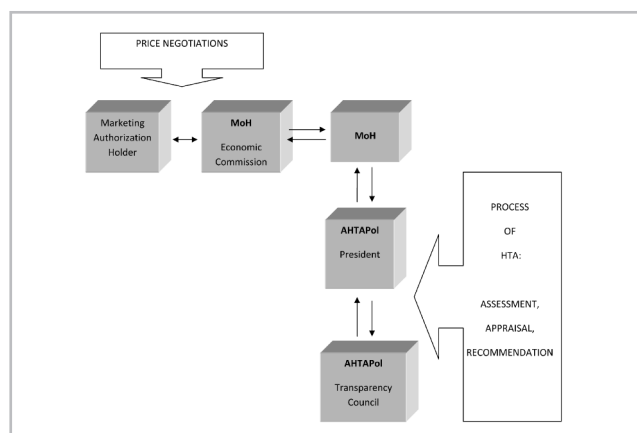 PRICE NEGOTIATIONS
Marketing
Authorization
Holder
MoH
Economic
Commission
MoH
AHTAPol
President
AHTAPol
Transparency
Council
PROCESS
OF
HTA:
ASSESSMENT,
APPRAISAL,
RECOMMENDATION